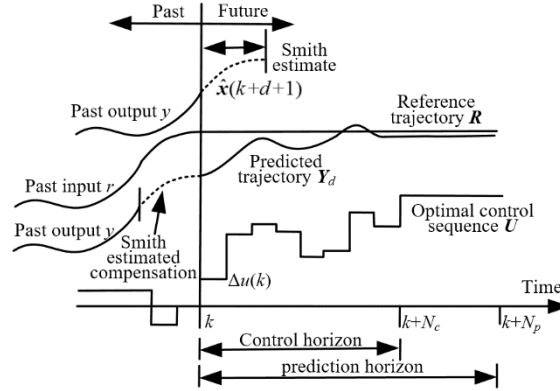 Past
Future
Smith
estimate
x̂(k+d+1)
Past output y
Reference
trajectory R
Past input r
Predicted
trajectory Y_d
Past output y
Smith
estimated
compensation
Optimal control
sequence U
Δu(k)
Time
k
k+N_c
k+N_p
Control horizon
prediction horizon